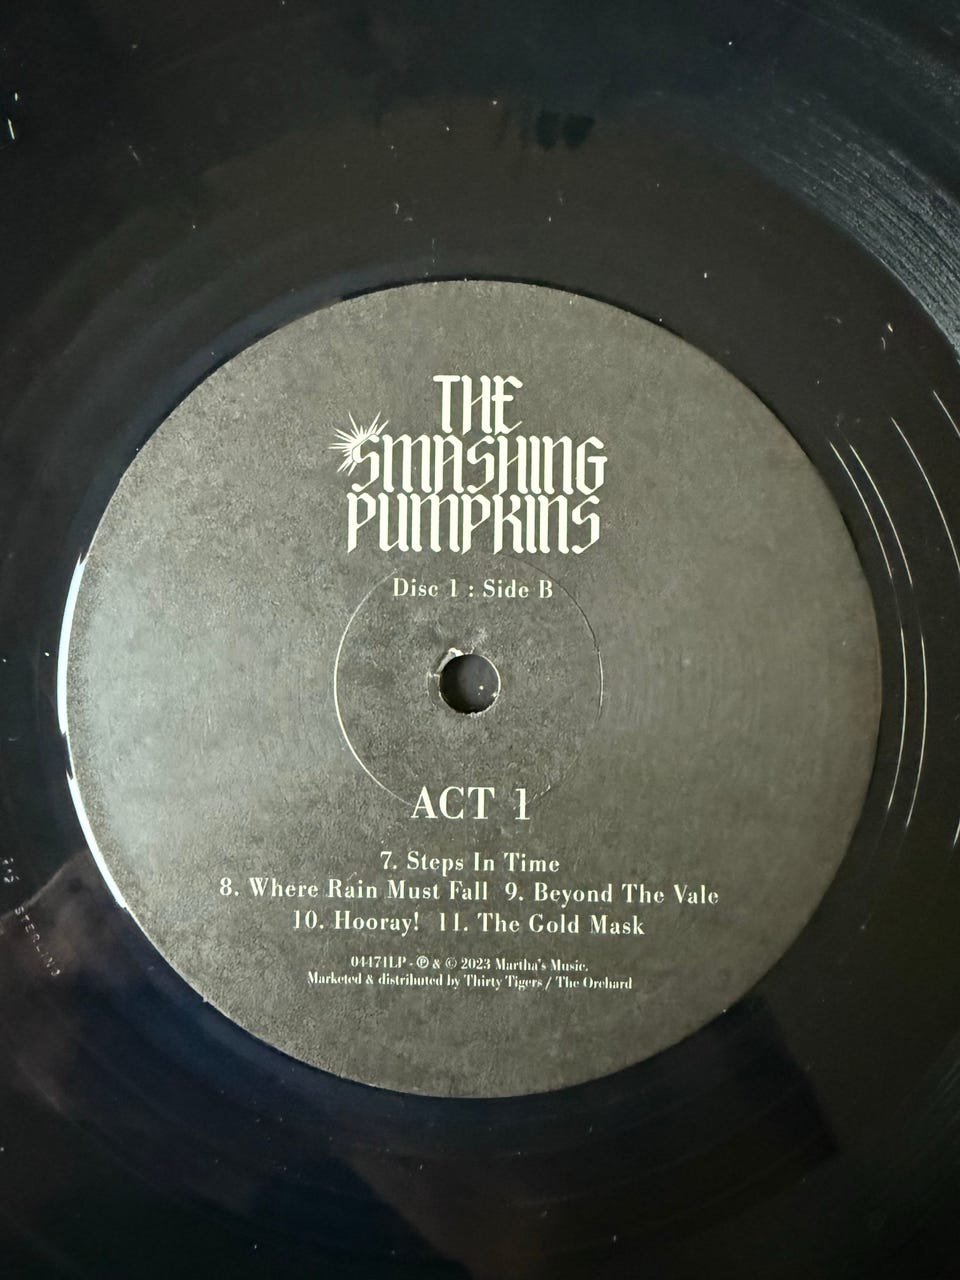 THE
SMASHING
PUMPKINS
Disc 1 : Side B
ACT 1
7. Steps In Time
8. Where Rain Must Fall 9. Beyond The Vale
10. Hooray! 11. The Gold Mask
04471LP - ℗ & © 2023 Martha's Music.
Marketed & distributed by Thirty Tigers / The Orchard
STERLING